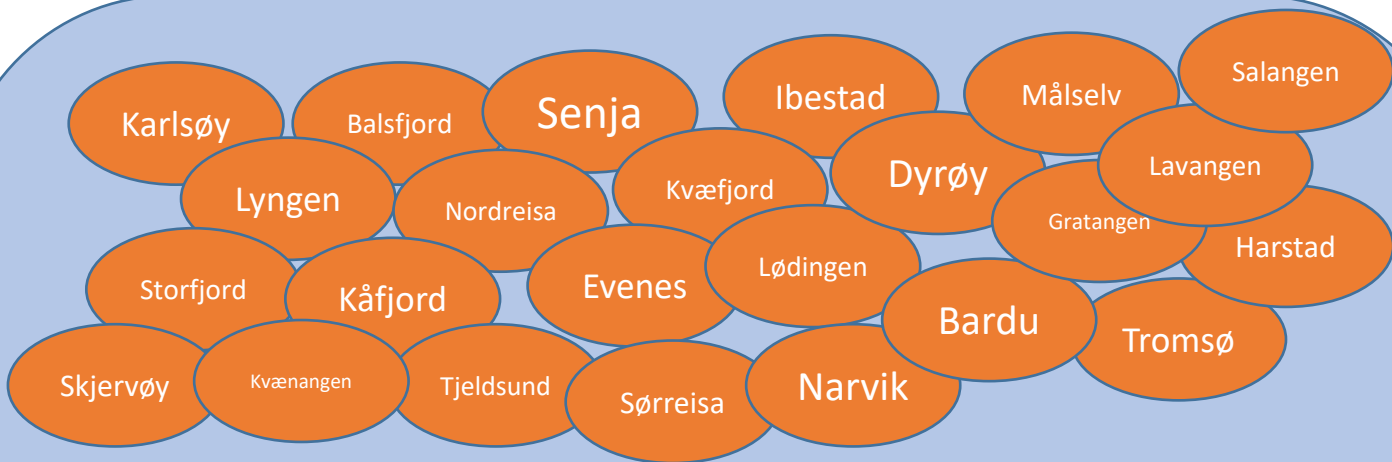 Karlsøy
Balsfjord
Senja
Ibestad
Målselv
Salangen
Lyngen
Nordreisa
Kvæfjord
Dyrøy
Lavangen
Gratangen
Harstad
Storfjord
Kåfjord
Evenes
Lødingen
Bardu
Tromsø
Skjervøy
Kvænangen
Tjeldsund
Sørreisa
Narvik